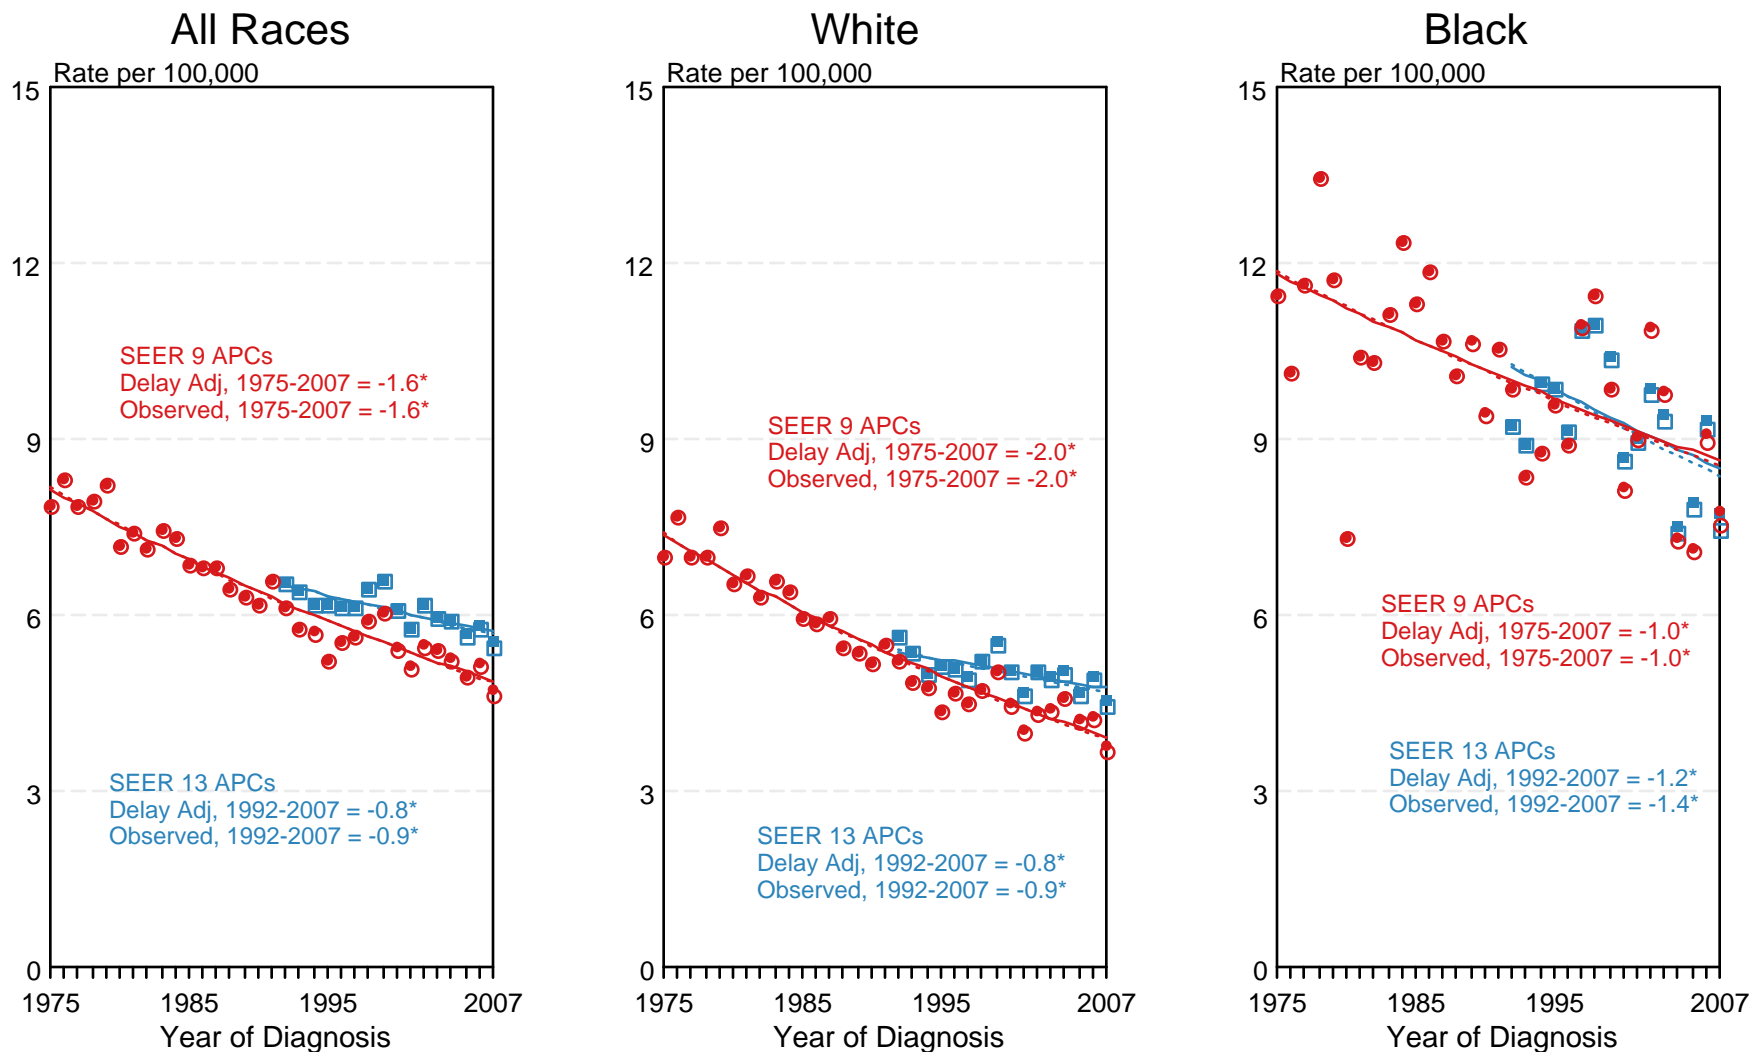 All Races
Rate per 100,000
15
12
9
6
3
0
SEER 9 APCs
Delay Adj, 1975-2007 = -1.6*
Observed, 1975-2007 = -1.6*
SEER 13 APCs
Delay Adj, 1992-2007 = -0.8*
Observed, 1992-2007 = -0.9*
1975 1985 1995 2007
Year of Diagnosis
White
Rate per 100,000
15
12
9
6
3
0
SEER 9 APCs
Delay Adj, 1975-2007 = -2.0*
Observed, 1975-2007 = -2.0*
SEER 13 APCs
Delay Adj, 1992-2007 = -0.8*
Observed, 1992-2007 = -0.9*
1975 1985 1995 2007
Year of Diagnosis
Black
Rate per 100,000
15
12
9
6
3
0
SEER 9 APCs
Delay Adj, 1975-2007 = -1.0*
Observed, 1975-2007 = -1.0*
SEER 13 APCs
Delay Adj, 1992-2007 = -1.2*
Observed, 1992-2007 = -1.4*
1975 1985 1995 2007
Year of Diagnosis